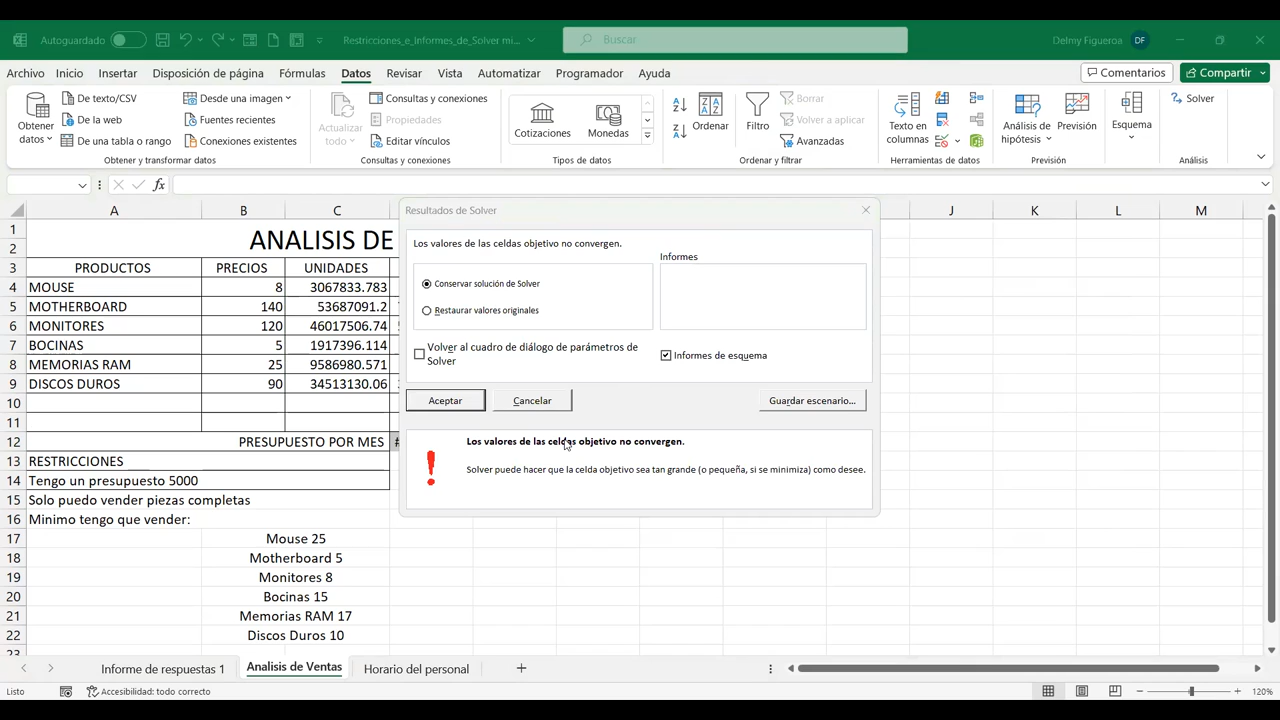 Autoguardado
Restricciones_e_Informes_de_Solver mi...
Buscar
Delmy Figueroa
DF
Archivo Inicio Insertar Disposición de página Fórmulas Datos Revisar Vista Automatizar Programador Ayuda
Comentarios
Compartir
Obtener datos
De texto/CSV
De la web
De una tabla o rango
Desde una imagen
Fuentes recientes
Conexiones existentes
Obtener y transformar datos
Actualizar todo
Consultas y conexiones
Propiedades
Editar vínculos
Consultas y conexiones
Cotizaciones
Monedas
Tipos de datos
Ordenar
Filtro
Borrar
Volver a aplicar
Avanzadas
Ordenar y filtrar
Texto en columnas
Herramientas de datos
Análisis de hipótesis
Previsión
Previsión
Esquema
Solver
Análisis
fx
A B C J K L M
1 ANALISIS DE
2
3 PRODUCTOS PRECIOS UNIDADES
4 MOUSE 8 3067833.783
5 MOTHERBOARD 140 53687091.2
6 MONITORES 120 46017506.74
7 BOCINAS 5 1917396.114
8 MEMORIAS RAM 25 9586980.571
9 DISCOS DUROS 90 34513130.06
10
11
12 PRESUPUESTO POR MES #
13 RESTRICCIONES
14 Tengo un presupuesto 5000
15 Solo puedo vender piezas completas
16 Minimo tengo que vender:
17 Mouse 25
18 Motherboard 5
19 Monitores 8
20 Bocinas 15
21 Memorias RAM 17
22 Discos Duros 10
23
Resultados de Solver
Los valores de las celdas objetivo no convergen.
Informes
Conservar solución de Solver
Restaurar valores originales
Volver al cuadro de diálogo de parámetros de
Solver
Informes de esquema
Aceptar
Cancelar
Guardar escenario...
Los valores de las celdas objetivo no convergen.
Solver puede hacer que la celda objetivo sea tan grande (o pequeña, si se minimiza) como desee.
Informe de respuestas 1
Analisis de Ventas
Horario del personal
Listo
Accesibilidad: todo correcto
120%